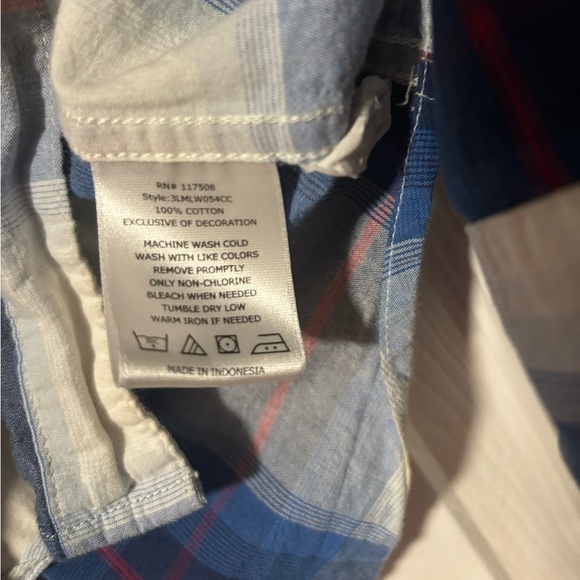 RN# 117508
Style:3LMLW054CC
100% COTTON
EXCLUSIVE OF DECORATION
MACHINE WASH COLD
WASH WITH LIKE COLORS
REMOVE PROMPTLY
ONLY NON-CHLORINE
BLEACH WHEN NEEDED
TUMBLE DRY LOW
WARM IRON IF NEEDED
MADE IN INDONESIA